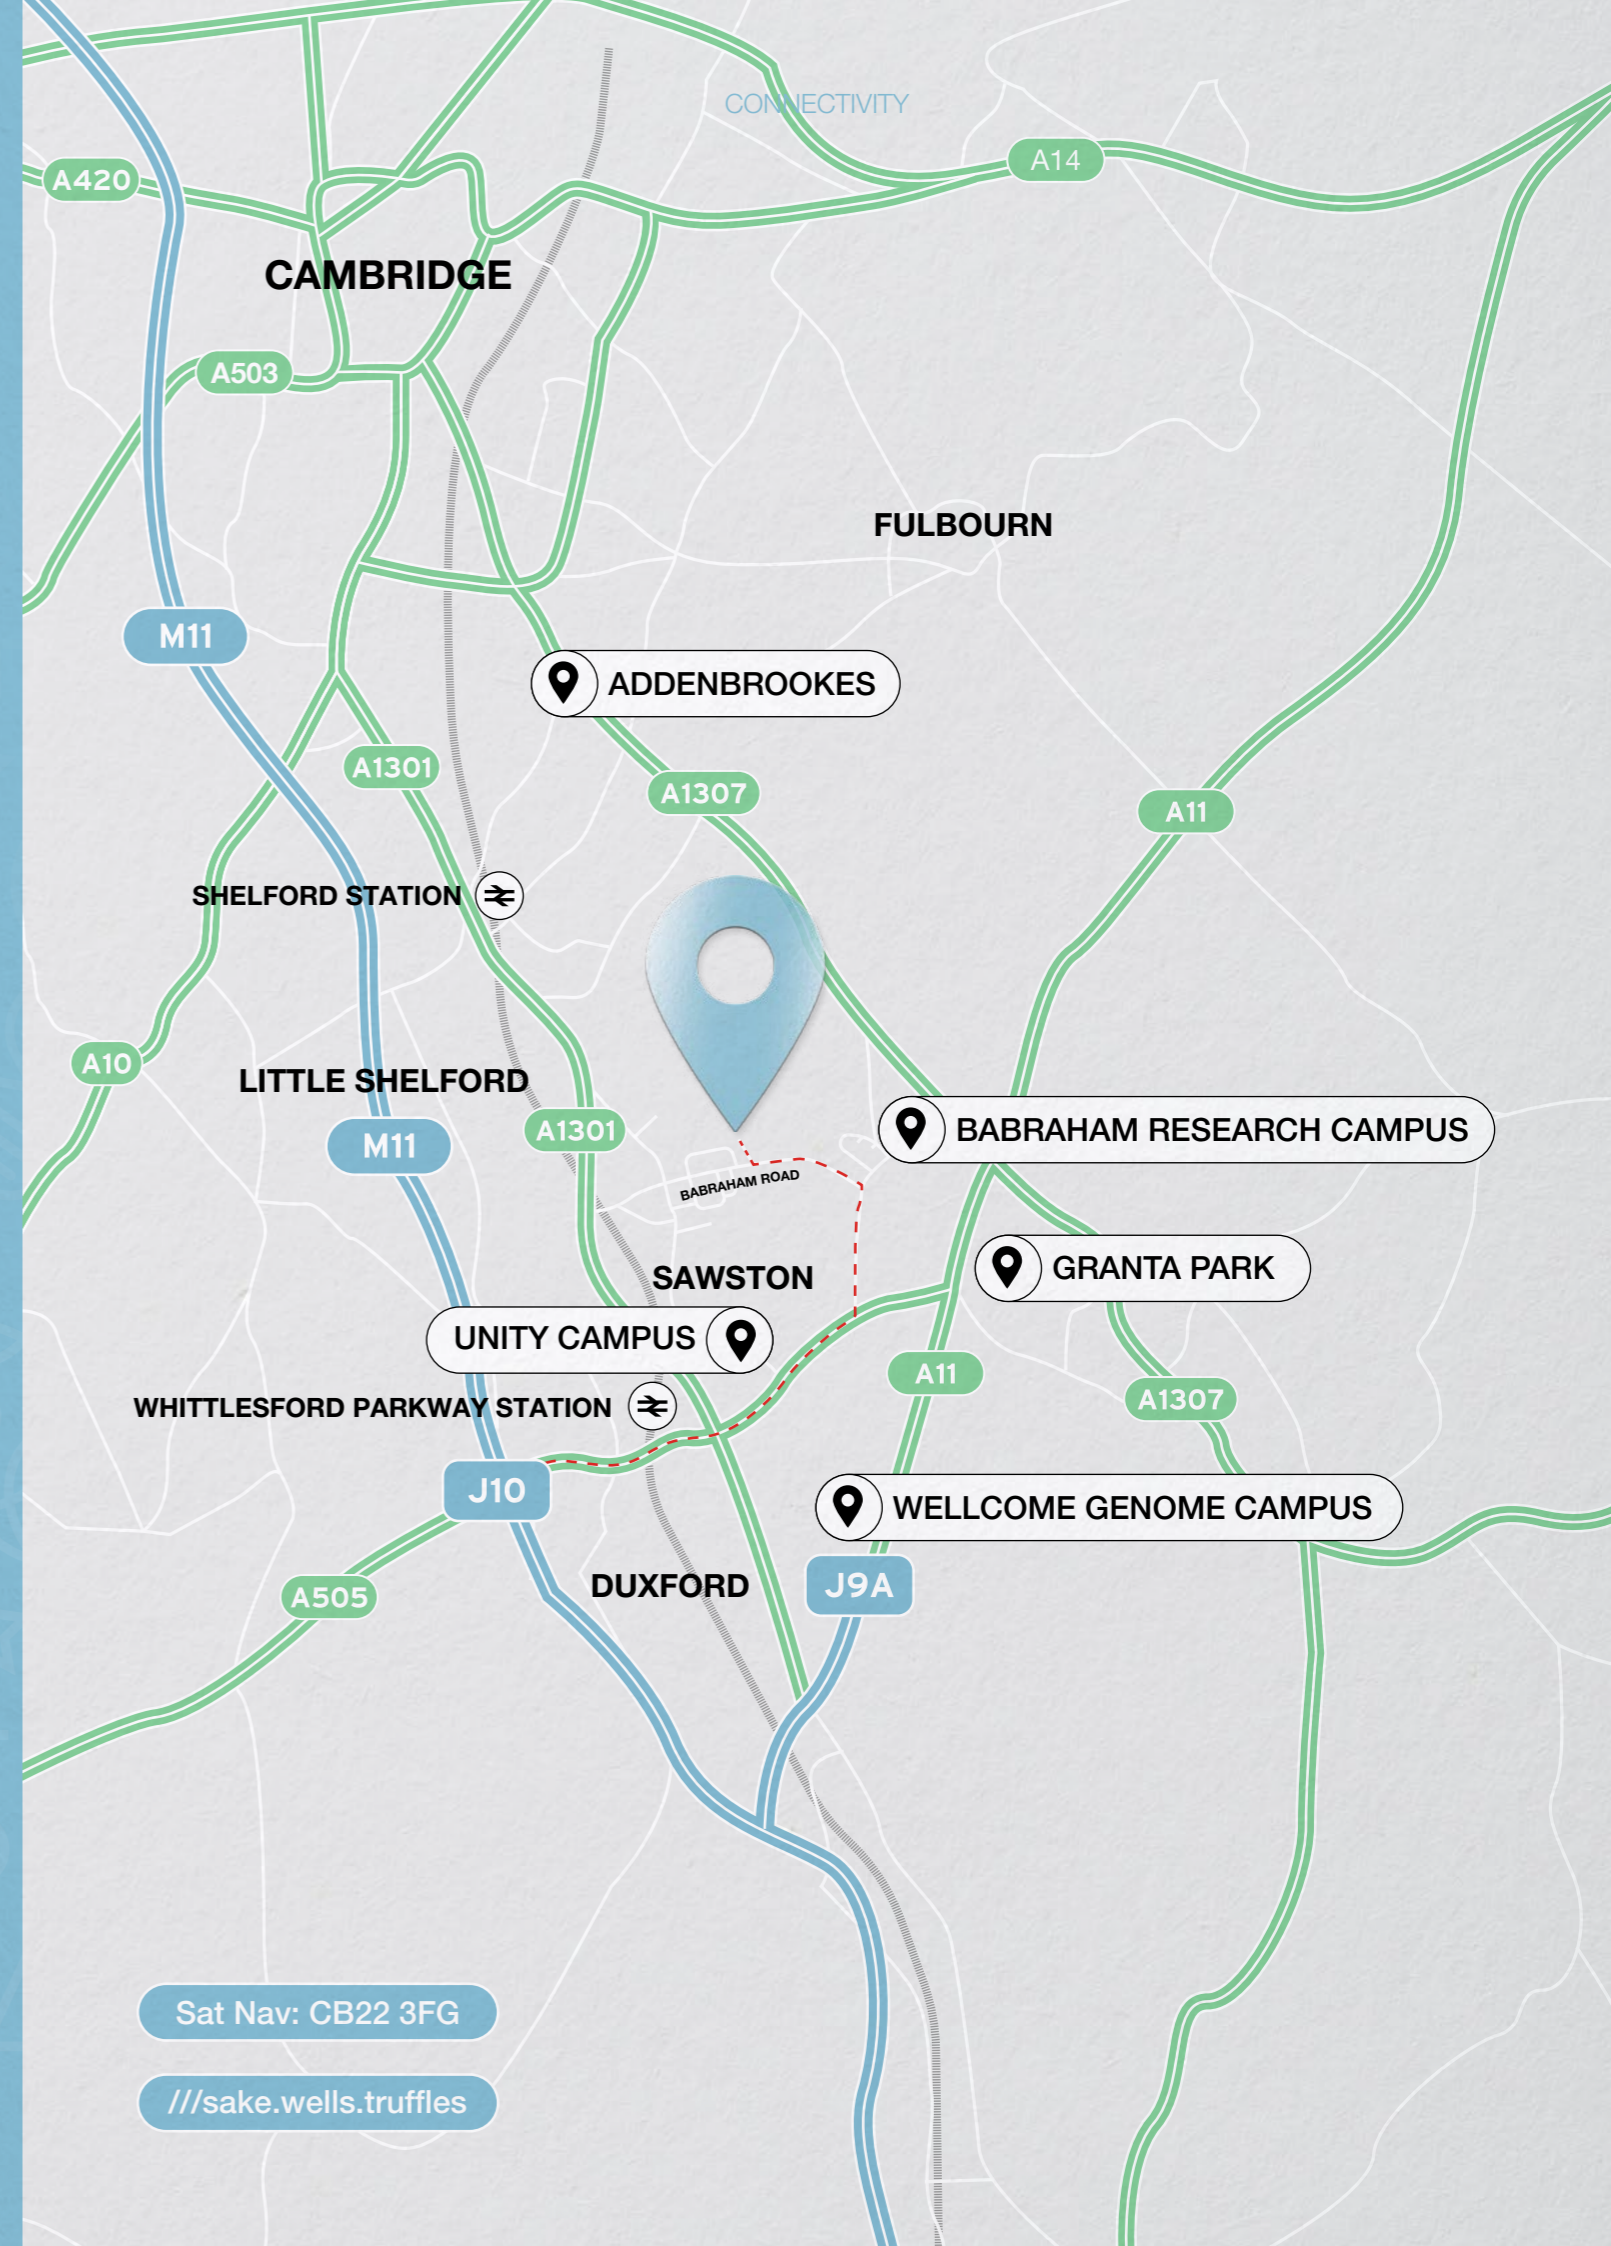 CONNECTIVITY
A14
A420
CAMBRIDGE
A503
FULBOURN
M11
ADDENBROOKES
A1301
A1307
A11
SHELFORD STATION
A10
LITTLE SHELFORD
A1301
BABRAHAM RESEARCH CAMPUS
M11
BABRAHAM ROAD
GRANTA PARK
SAWSTON
UNITY CAMPUS
A11
A1307
WHITTLESFORD PARKWAY STATION
J10
WELLCOME GENOME CAMPUS
DUXFORD
J9A
A505
Sat Nav: CB22 3FG
///sake.wells.truffles